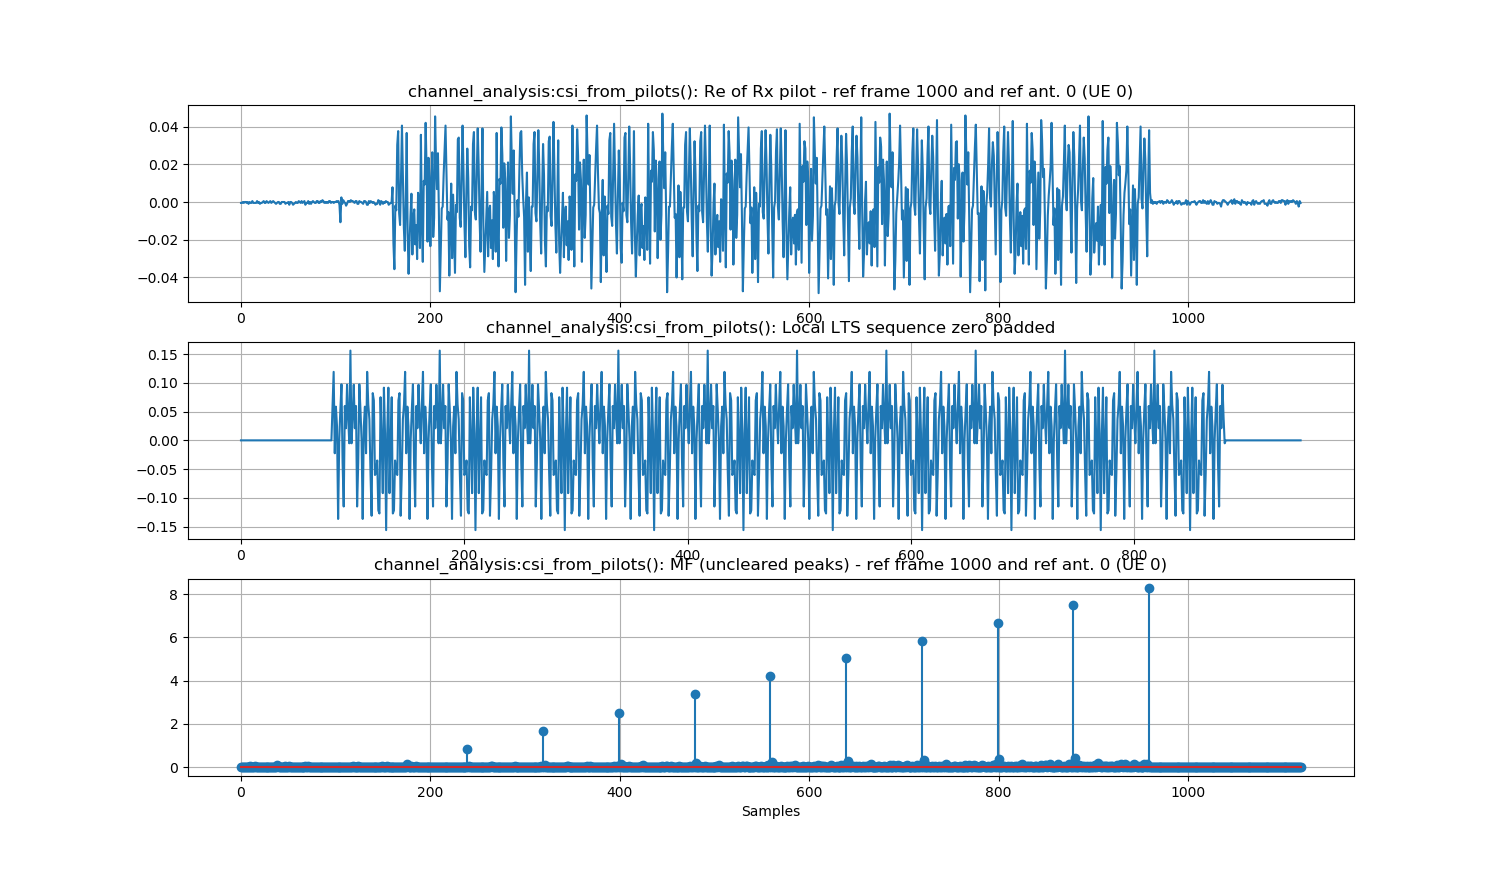 channel_analysis:csi_from_pilots(): Re of Rx pilot - ref frame 1000 and ref ant. 0 (UE 0)
0.04
0.02
0.00
−0.02
−0.04
0 200 400 600 800 1000
channel_analysis:csi_from_pilots(): Local LTS sequence zero padded
0.15
0.10
0.05
0.00
−0.05
−0.10
−0.15
0 200 400 600 800
channel_analysis:csi_from_pilots(): MF (uncleared peaks) - ref frame 1000 and ref ant. 0 (UE 0)
8
6
4
2
0
0 200 400 600 800 1000
Samples